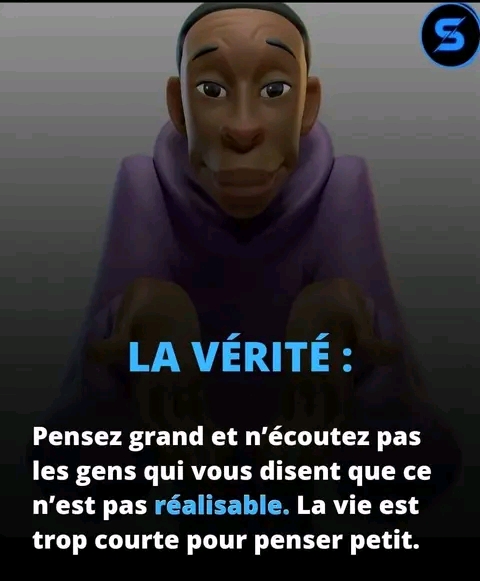 S
LA VÉRITÉ :
Pensez grand et n’écoutez pas
les gens qui vous disent que ce
n’est pas réalisable. La vie est
trop courte pour penser petit.